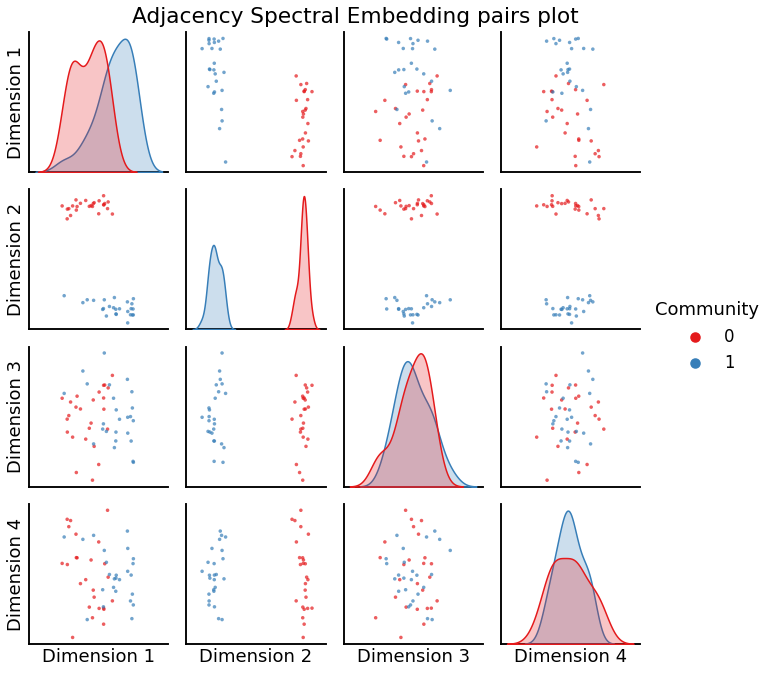 Adjacency Spectral Embedding pairs plot
Dimension 1
Dimension 2
Dimension 3
Dimension 4
Community
0
1
Dimension 1
Dimension 2
Dimension 3
Dimension 4